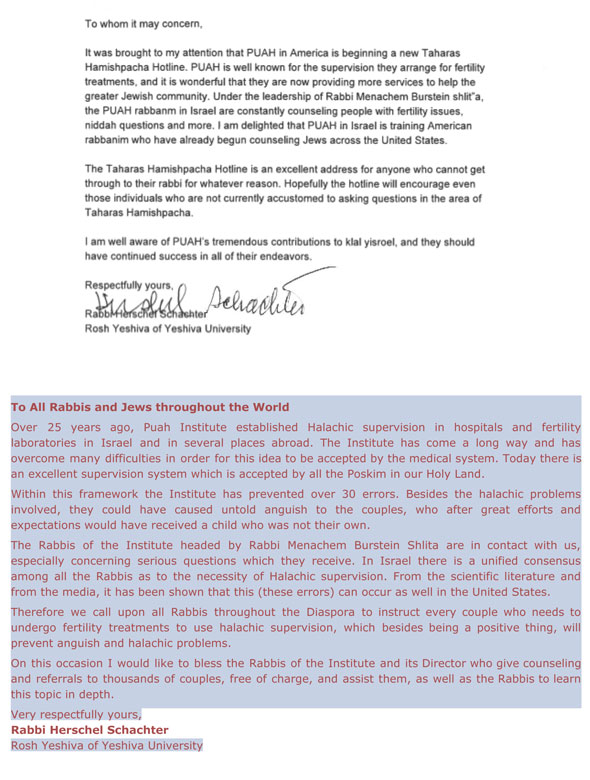 To whom it may concern,
It was brought to my attention that PUAH in America is beginning a new Taharas
Hamishpacha Hotline. PUAH is well known for the supervision they arrange for fertility
treatments, and it is wonderful that they are now providing more services to help the
greater Jewish community. Under the leadership of Rabbi Menachem Burstein shlit"a,
the PUAH rabbanm in Israel are constantly counseling people with fertility issues,
niddah questions and more. I am delighted that PUAH in Israel is training American
rabbinim who have already begun counseling Jews across the United States.
The Taharas Hamishpacha Hotline is an excellent address for anyone who cannot get
through to their rabbi for whatever reason. Hopefully the hotline will encourage even
those individuals who are not currently accustomed to asking questions in the area of
Taharas Hamishpacha.
I am well aware of PUAH's tremendous contributions to klal yisroel, and they should
have continued success in all of their endeavors.
Respectfully yours,
Herschel Schachter
Rabbi Herschel Schachter
Rosh Yeshiva of Yeshiva University
To All Rabbis and Jews throughout the World
Over 25 years ago, Puah Institute established Halachic supervision in hospitals and fertility
laboratories in Israel and in several places abroad. The Institute has come a long way and has
overcome many difficulties in order for this idea to be accepted by the medical system. Today there is
an excellent supervision system which is accepted by all the Poskim in our Holy Land.
Within this framework the Institute has prevented over 30 errors. Besides the halachic problems
involved, they could have caused untold anguish to the couples, who after great efforts and
expectations would have received a child who was not their own.
The Rabbis of the Institute headed by Rabbi Menachem Burstein Shlita are in contact with us,
especially concerning serious questions which they receive. In Israel there is a unified consensus
among all the Rabbis as to the necessity of Halachic supervision. From the scientific literature and
from the media, it has been shown that this (these errors) can occur as well in the United States.
Therefore we call upon all Rabbis throughout the Diaspora to instruct every couple who needs to
undergo fertility treatments to use halachic supervision, which besides being a positive thing, will
prevent anguish and halachic problems.
On this occasion I would like to bless the Rabbis of the Institute and its Director who give counseling
and referrals to thousands of couples, free of charge, and assist them, as well as the Rabbis to learn
this topic in depth.
Very respectfully yours,
Rabbi Herschel Schachter
Rosh Yeshiva of Yeshiva University